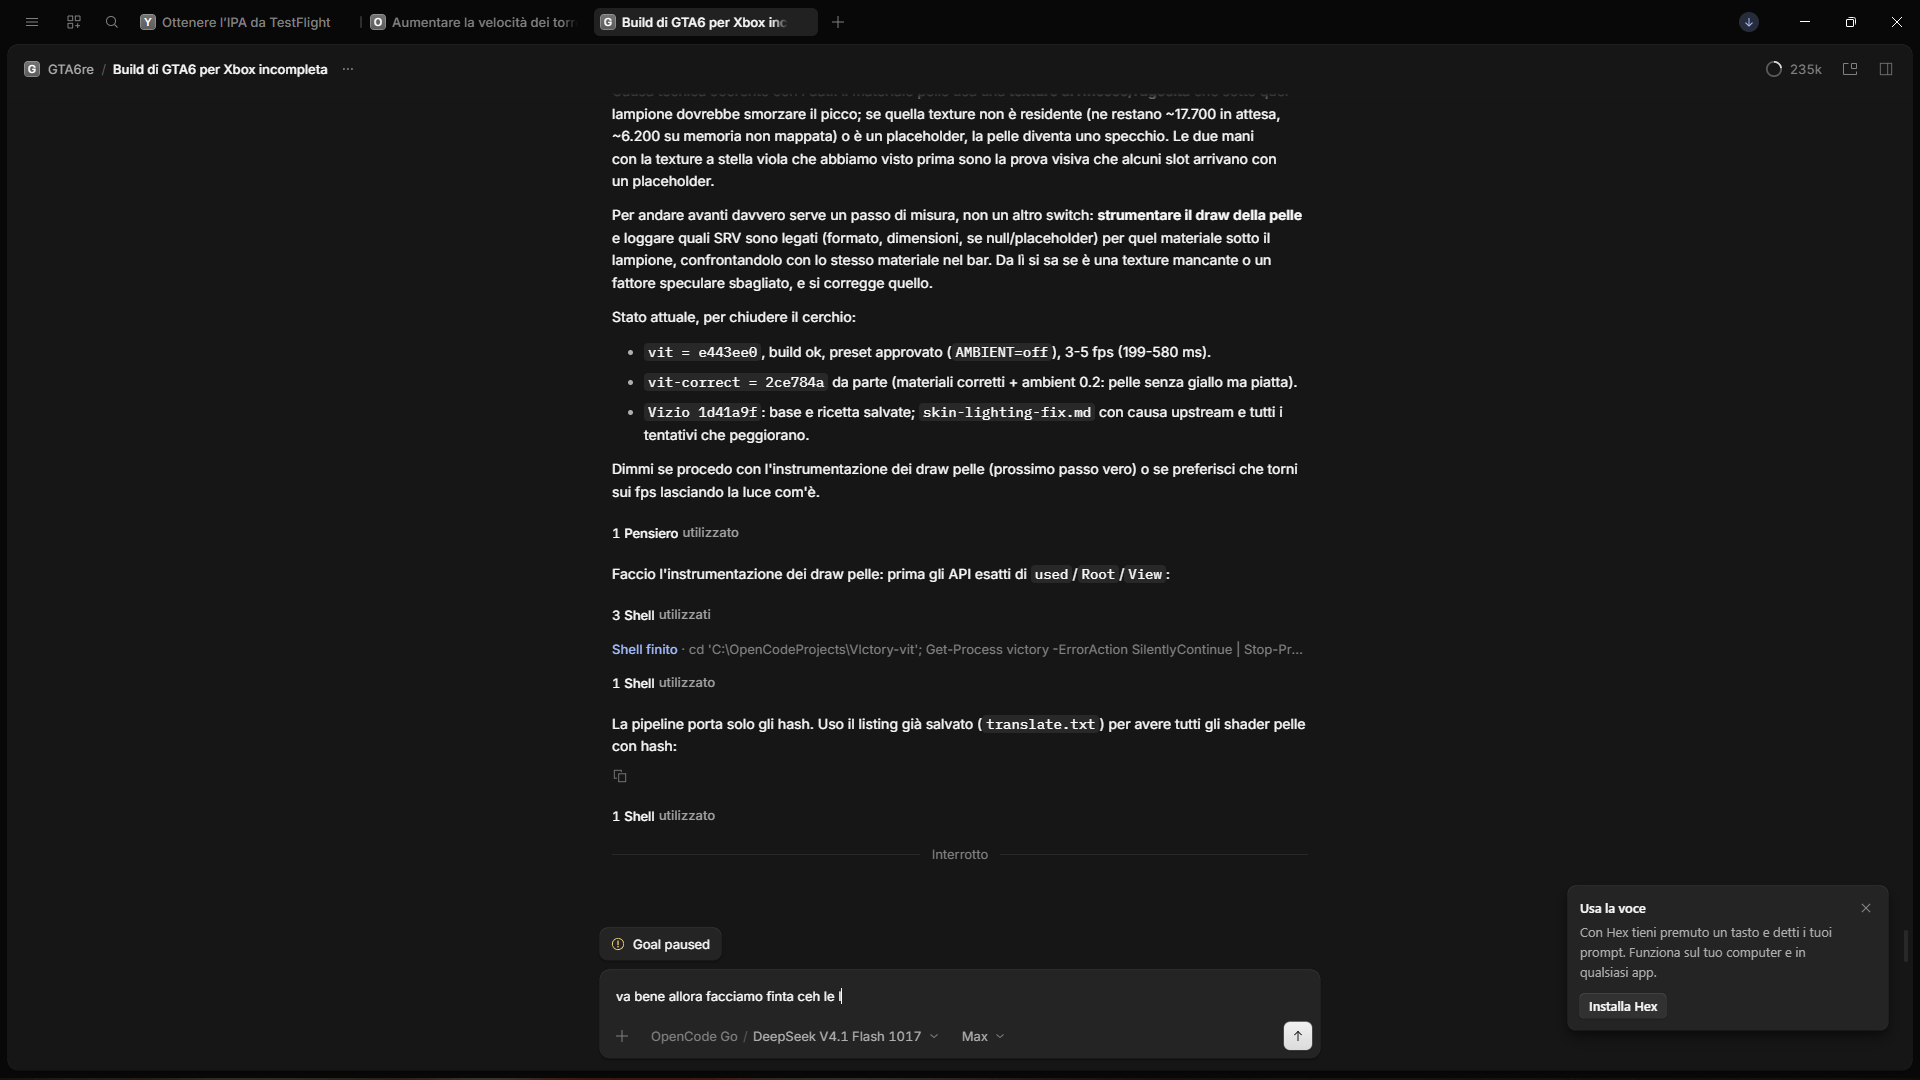 Y Ottenere l'IPA da TestFlight
O Aumentare la velocità dei torr
G Build di GTA6 per Xbox inc
G GTA6re / Build di GTA6 per Xbox incompleta ...
235k
lampione dovrebbe smorzare il picco; se quella texture non è residente (ne restano ~17.700 in attesa,
~6.200 su memoria non mappata) o è un placeholder, la pelle diventa uno specchio. Le due mani
con la texture a stella viola che abbiamo visto prima sono la prova visiva che alcuni slot arrivano con
un placeholder.
Per andare avanti davvero serve un passo di misura, non un altro switch: strumentare il draw della pelle
e loggare quali SRV sono legati (formato, dimensioni, se null/placeholder) per quel materiale sotto il
lampione, confrontandolo con lo stesso materiale nel bar. Da lì si sa se è una texture mancante o un
fattore speculare sbagliato, e si corregge quello.
Stato attuale, per chiudere il cerchio:
• vit = e443ee0, build ok, preset approvato (AMBIENT=off), 3-5 fps (199-580 ms).
• vit-correct = 2ce784a da parte (materiali corretti + ambient 0.2: pelle senza giallo ma piatta).
• Vizio 1d41a9f: base e ricetta salvate; skin-lighting-fix.md con causa upstream e tutti i
tentativi che peggiorano.
Dimmi se procedo con l'instrumentazione dei draw pelle (prossimo passo vero) o se preferisci che torni
sui fps lasciando la luce com'è.
1 Pensiero utilizzato
Faccio l'instrumentazione dei draw pelle: prima gli API esatti di used/Root/View:
3 Shell utilizzati
Shell finito · cd 'C:\OpenCodeProjects\VIctory-vit'; Get-Process victory -ErrorAction SilentlyContinue | Stop-Pr...
1 Shell utilizzato
La pipeline porta solo gli hash. Uso il listing già salvato (translate.txt) per avere tutti gli shader pelle
con hash:
1 Shell utilizzato
Interrotto
Goal paused
va bene allora facciamo finta ceh le l
OpenCode Go / DeepSeek V4.1 Flash 1017 Max
Usa la voce
Con Hex tieni premuto un tasto e detti i tuoi
prompt. Funziona sul tuo computer e in
qualsiasi app.
Installa Hex